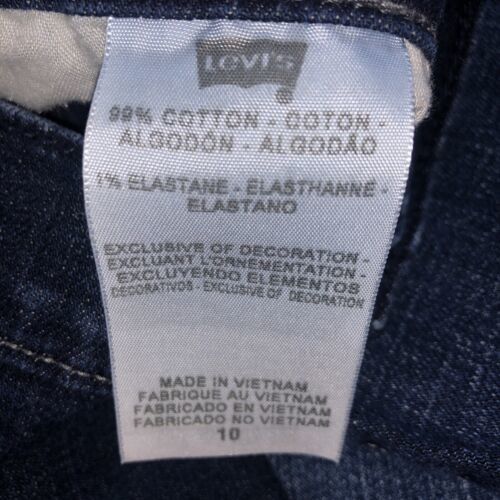 Levi's
99% COTTON - COTON -
ALGODÓN - ALGODÃO
1% ELASTANE - ÉLASTHANNE -
ELASTANO
EXCLUSIVE OF DECORATION -
EXCLUANT L'ORNEMENTATION -
EXCLUYENDO ELEMENTOS
DECORATIVOS - EXCLUSIVE OF DECORATION
MADE IN VIETNAM
FABRIQUE AU VIETNAM
FABRICADO EN VIETNAM
FABRICADO NO VIETNAM
10